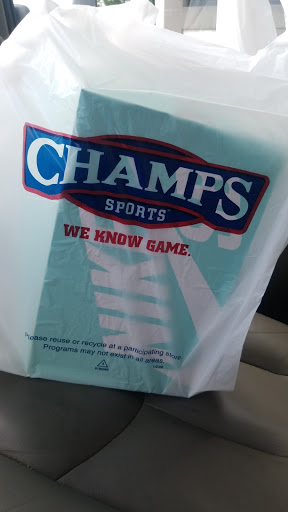 CHAMPS
SPORTS
WE KNOW GAME.
Please reuse or recycle at a participating store.
Programs may not exist in all areas.